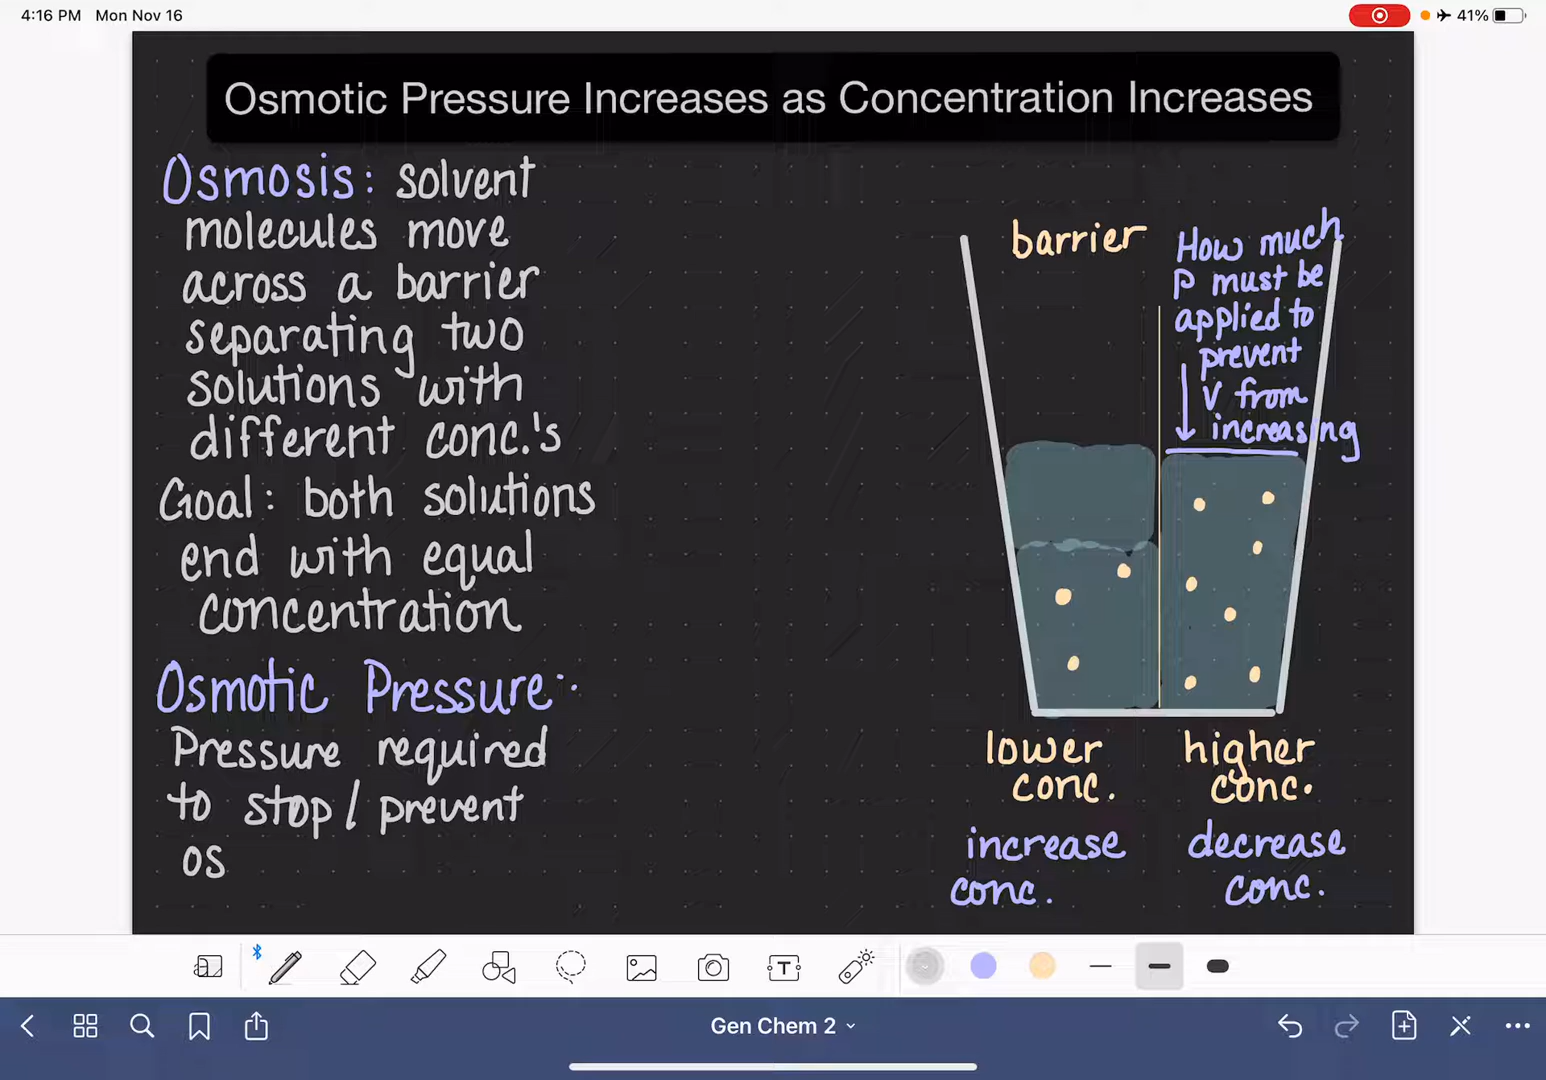 4:16 PM Mon Nov 16
41%
Osmotic Pressure Increases as Concentration Increases
Osmosis: solvent
molecules move
across a barrier
separating two
solutions with
different conc.'s
Goal: both solutions
end with equal
concentration
Osmotic Pressure:
Pressure required
to stop/prevent
os
barrier
How much
P must be
applied to
prevent
V from
increasing
lower
conc.
higher
conc.
increase
conc.
decrease
conc.
T
Gen Chem 2